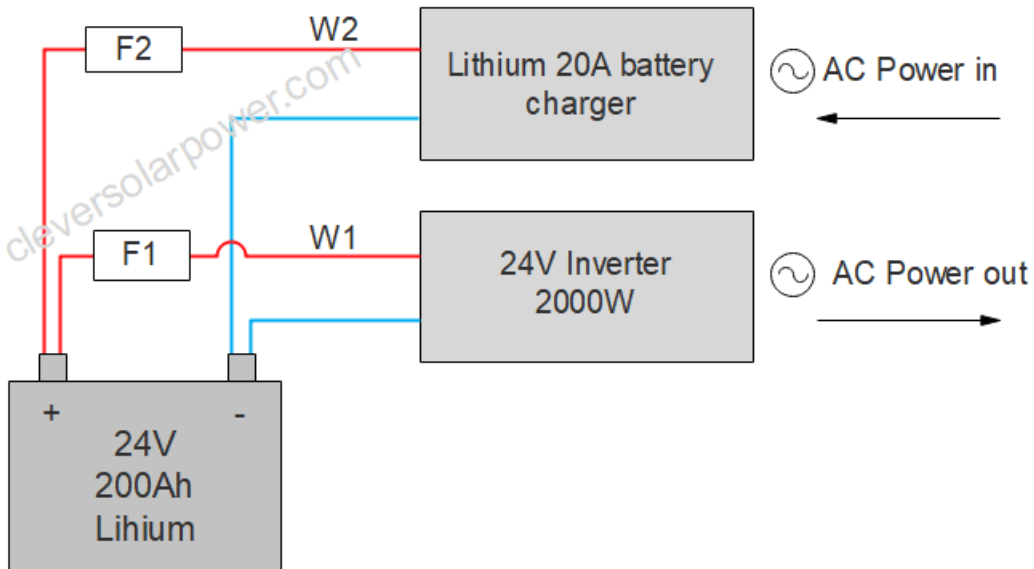 F2
W2
Lithium 20A battery
charger
AC Power in
cleversolarpower.com
F1
W1
24V Inverter
2000W
AC Power out
+
-
24V
200Ah
Lihium